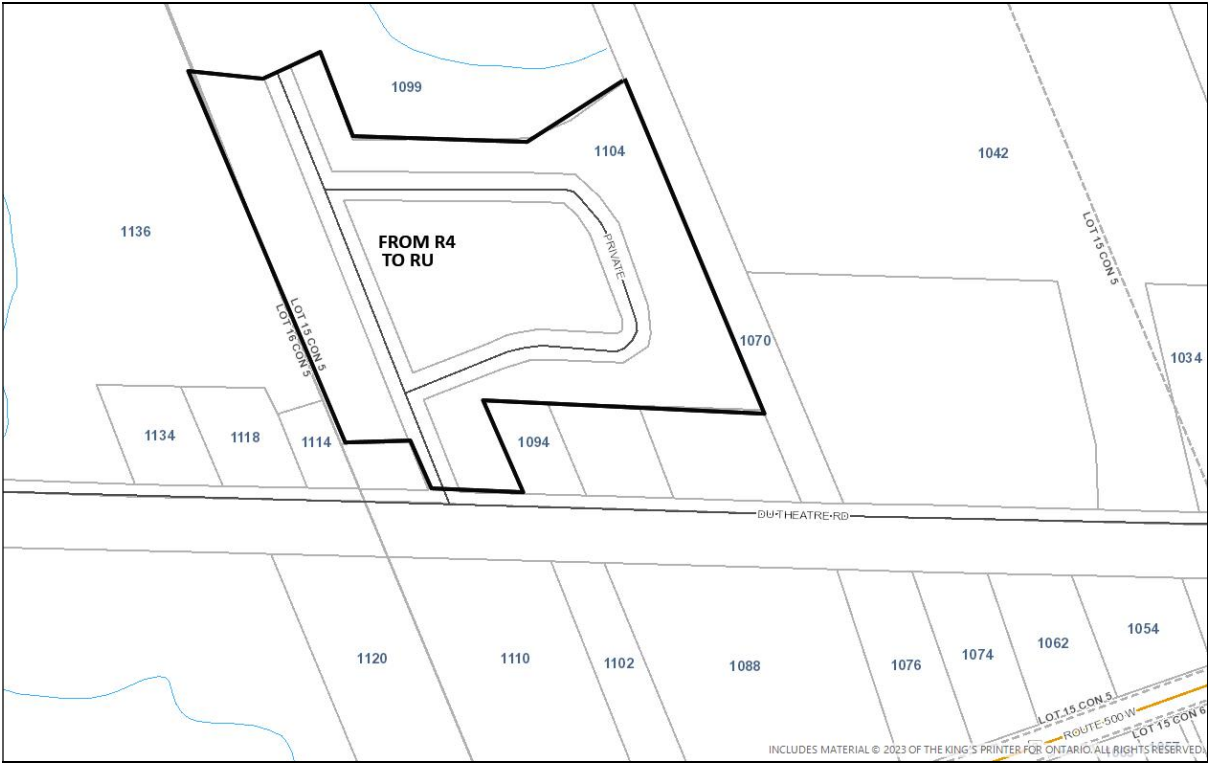 1099
1104
1042
LOT 15 CON 5
1136
FROM R4
TO RU
PRIVATE
LOT 15 CON 5
LOT 16 CON 5
1070
1034
1134
1118
1114
1094
DU THEATRE RD
1120
1110
1102
1088
1076
1074
1062
1054
LOT 15 CON 5
ROUTE 500 W
LOT 15 CON 6
INCLUDES MATERIAL © 2023 OF THE KING'S PRINTER FOR ONTARIO. ALL RIGHTS RESERVED.